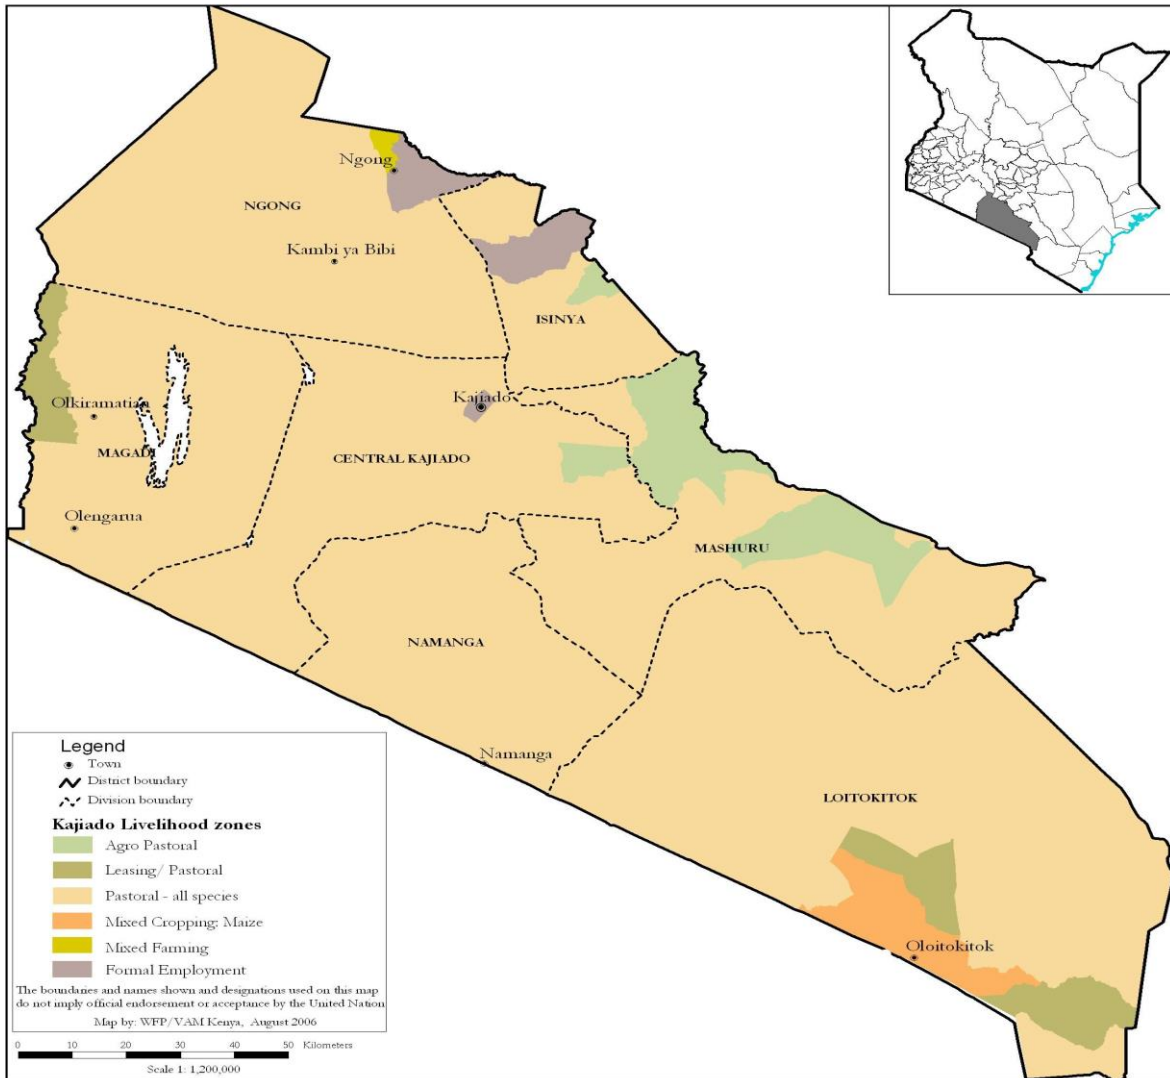 Ngong
NGONG
Kambi ya Bibi
ISINYA
Kajiado
Olkiramatian
MAGADI
CENTRAL KAJIADO
Olengarua
MASHURU
NAMANGA
Namanga
LOITOKITOK
Oloitokitok
Legend
Town
District boundary
Division boundary
Kajiado Livelihood zones
Agro Pastoral
Leasing/ Pastoral
Pastoral - all species
Mixed Cropping: Maize
Mixed Farming
Formal Employment
The boundaries and names shown and designations used on this map
do not imply official endorsement or acceptance by the United Nation
Map by: WFP/VAM Kenya, August 2006
0 10 20 30 40 50 Kilometers
Scale 1: 1,200,000